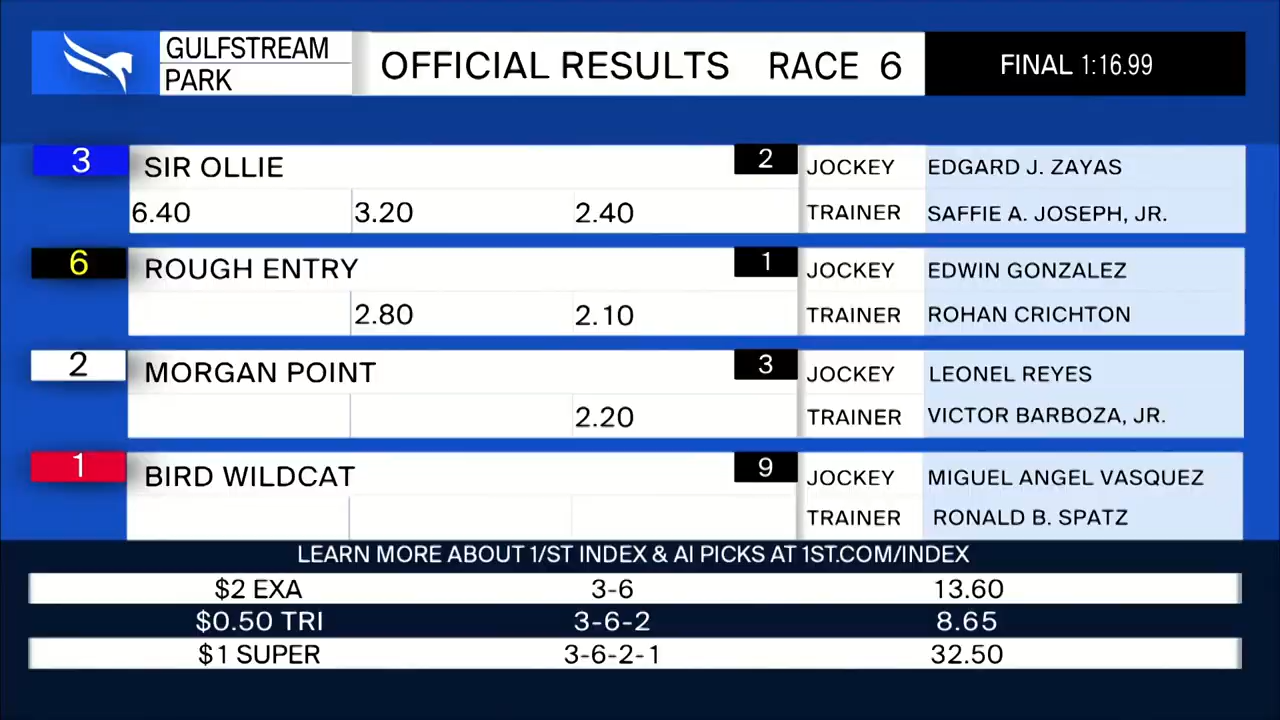 GULFSTREAM
PARK
OFFICIAL RESULTS RACE 6
FINAL 1:16.99
3 SIR OLLIE 2 JOCKEY EDGARD J. ZAYAS
6.40 3.20 2.40 TRAINER SAFFIE A. JOSEPH, JR.
6 ROUGH ENTRY 1 JOCKEY EDWIN GONZALEZ
2.80 2.10 TRAINER ROHAN CRICHTON
2 MORGAN POINT 3 JOCKEY LEONEL REYES
2.20 TRAINER VICTOR BARBOZA, JR.
1 BIRD WILDCAT 9 JOCKEY MIGUEL ANGEL VASQUEZ
TRAINER RONALD B. SPATZ
LEARN MORE ABOUT 1/ST INDEX & AI PICKS AT 1ST.COM/INDEX
$2 EXA 3-6 13.60
$0.50 TRI 3-6-2 8.65
$1 SUPER 3-6-2-1 32.50